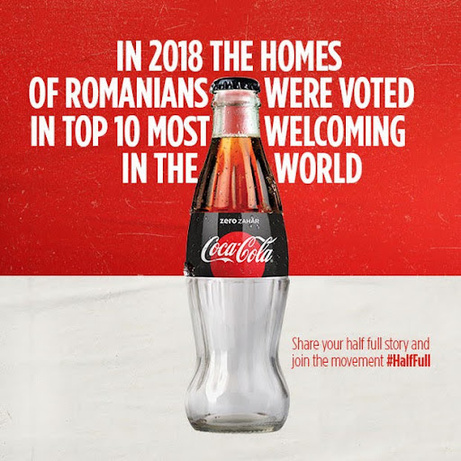 IN 2018 THE HOMES
OF ROMANIANS WERE VOTED
IN TOP 10 MOST WELCOMING
IN THE WORLD
zero ZAHĂR
Coca-Cola
Share your half full story and
join the movement #HalfFull